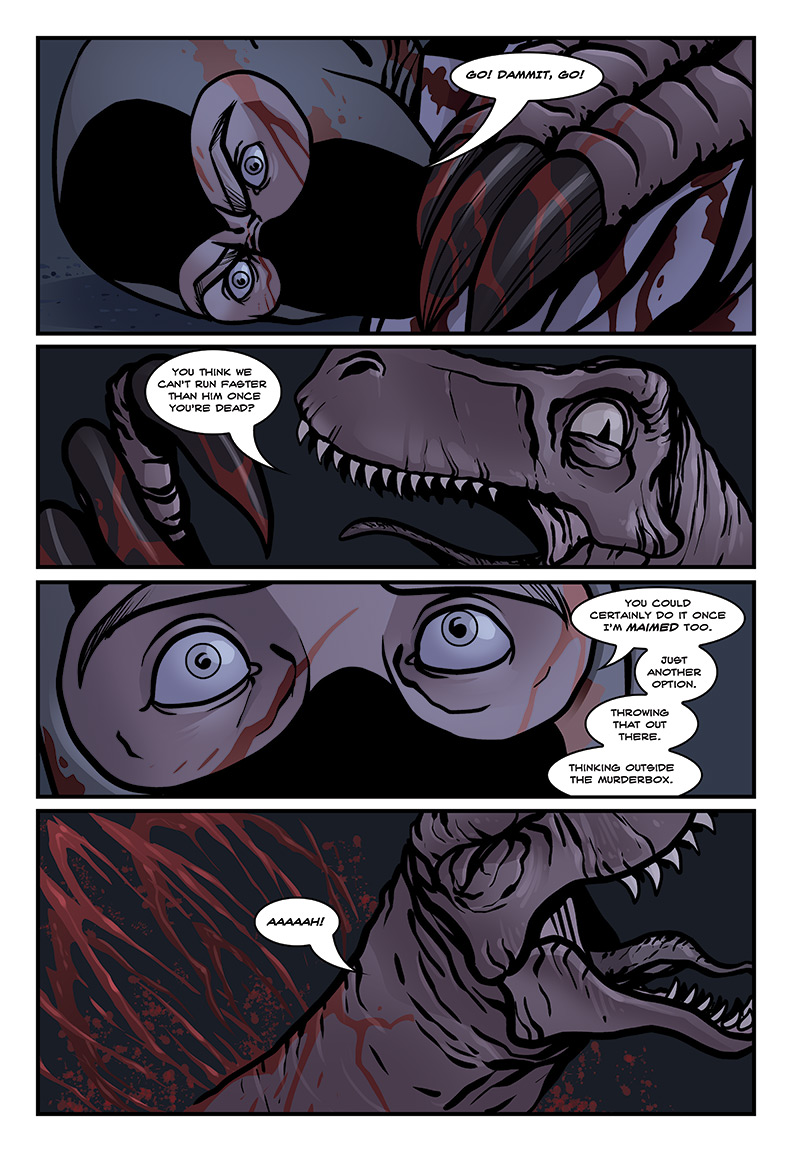 GO! DAMMIT, GO!
YOU THINK WE
CAN'T RUN FASTER
THAN HIM ONCE
YOU'RE DEAD?
YOU COULD
CERTAINLY DO IT ONCE
I'M MAIMED TOO.
JUST
ANOTHER
OPTION.
THROWING
THAT OUT
THERE.
THINKING OUTSIDE
THE MURDERBOX.
AAAAAH!